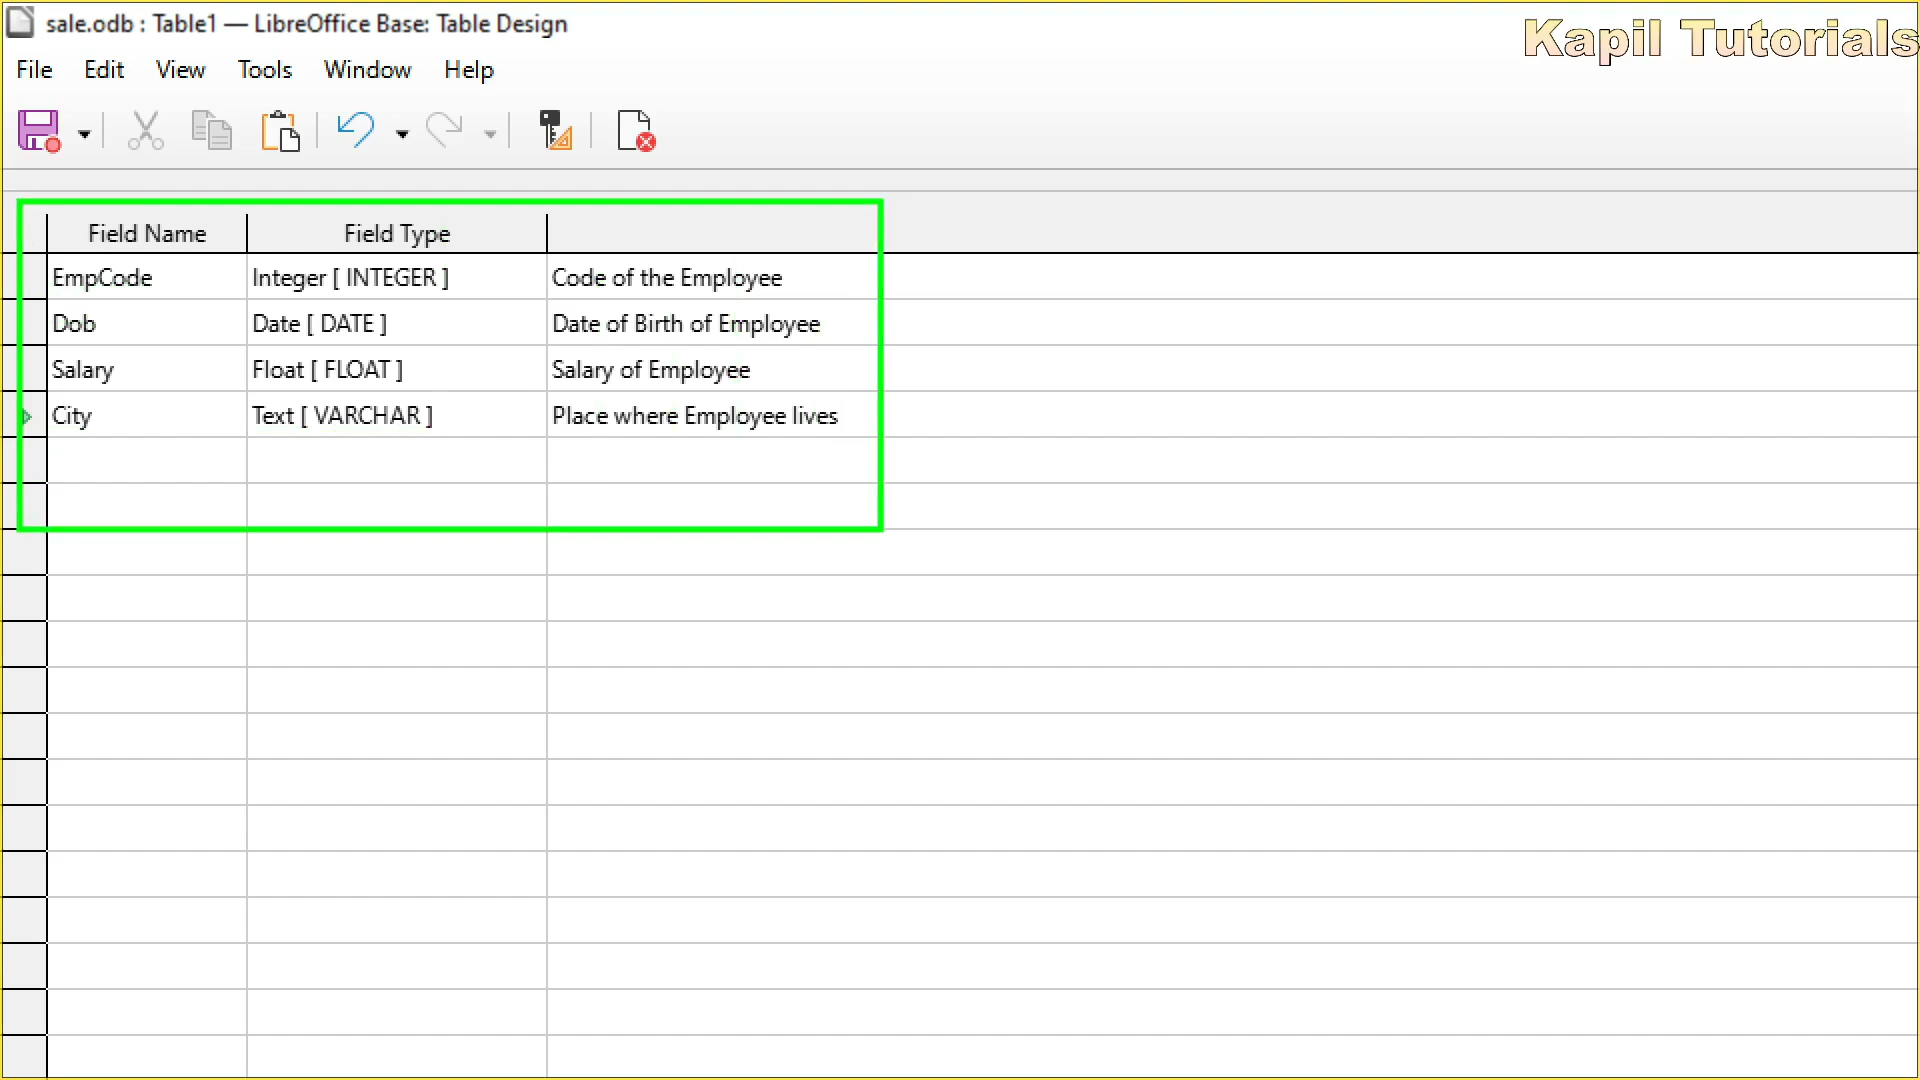 sale.odb : Table1 — LibreOffice Base: Table Design
Kapil Tutorials
File Edit View Tools Window Help
Field Name Field Type
EmpCode Integer [ INTEGER ] Code of the Employee
Dob Date [ DATE ] Date of Birth of Employee
Salary Float [ FLOAT ] Salary of Employee
City Text [ VARCHAR ] Place where Employee lives